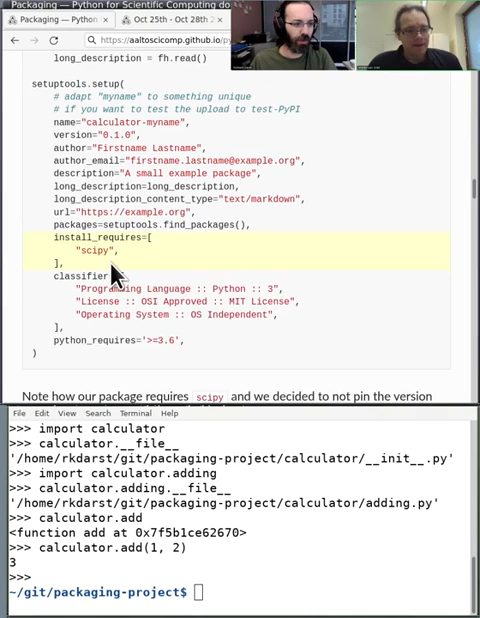 Packaging — Python for Scientific Computing do
Packaging — Python ×
Oct 25th - Oct 28th 2
https://aaltoscicomp.github.io/py
long_description = fh.read()
setuptools.setup(
# adapt "myname" to something unique
# if you want to test the upload to test-PyPI
name="calculator-myname",
version="0.1.0",
author="Firstname Lastname",
author_email="firstname.lastname@example.org",
description="A small example package",
long_description=long_description,
long_description_content_type="text/markdown",
url="https://example.org",
packages=setuptools.find_packages(),
install_requires=[
"scipy",
],
classifier
"Programming Language :: Python :: 3",
"License :: OSI Approved :: MIT License",
"Operating System :: OS Independent",
],
python_requires='>=3.6',
)
Note how our package requires scipy and we decided to not pin the version
File Edit View Search Terminal Help
>>> import calculator
>>> calculator.__file__
'/home/rkdarst/git/packaging-project/calculator/__init__.py'
>>> import calculator.adding
>>> calculator.adding.__file__
'/home/rkdarst/git/packaging-project/calculator/adding.py'
>>> calculator.add
<function add at 0x7f5b1ce62670>
>>> calculator.add(1, 2)
3
>>>
~/git/packaging-project$